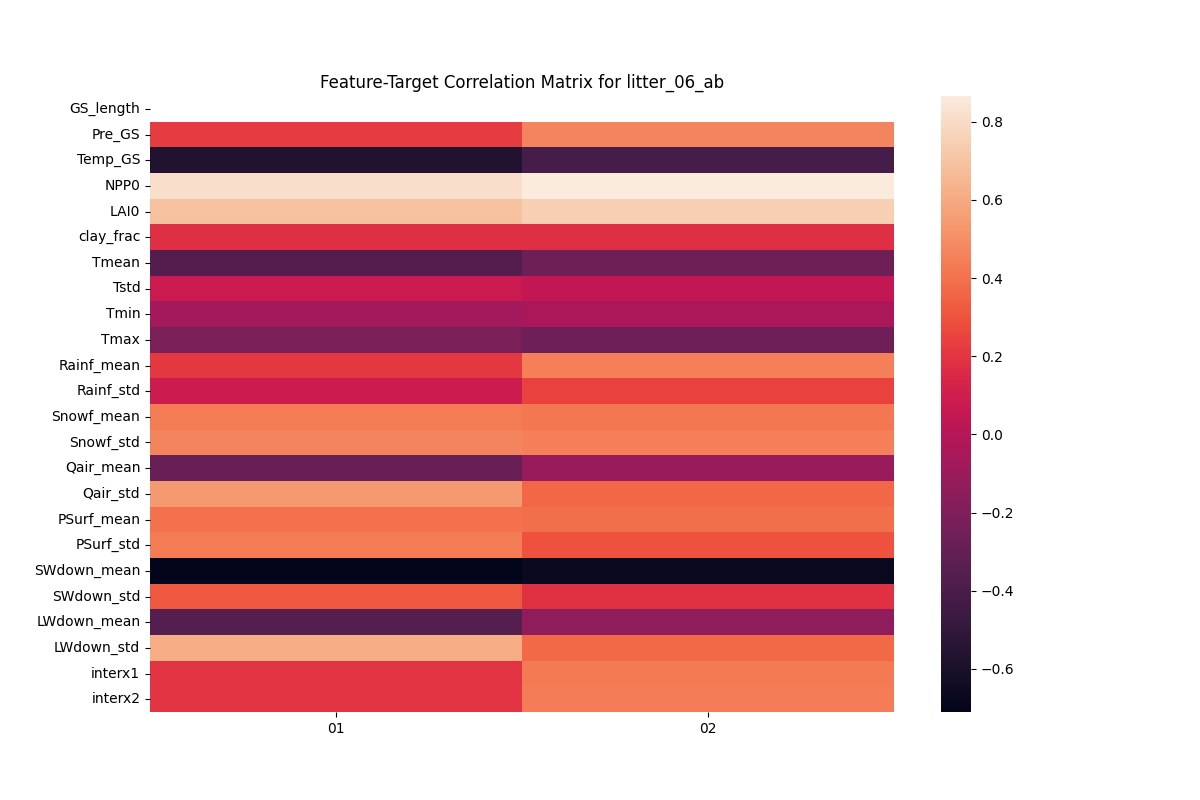 Feature-Target Correlation Matrix for litter_06_ab
GS_length
Pre_GS
Temp_GS
NPP0
LAI0
clay_frac
Tmean
Tstd
Tmin
Tmax
Rainf_mean
Rainf_std
Snowf_mean
Snowf_std
Qair_mean
Qair_std
PSurf_mean
PSurf_std
SWdown_mean
SWdown_std
LWdown_mean
LWdown_std
interx1
interx2
01
02
0.8
0.6
0.4
0.2
0.0
−0.2
−0.4
−0.6